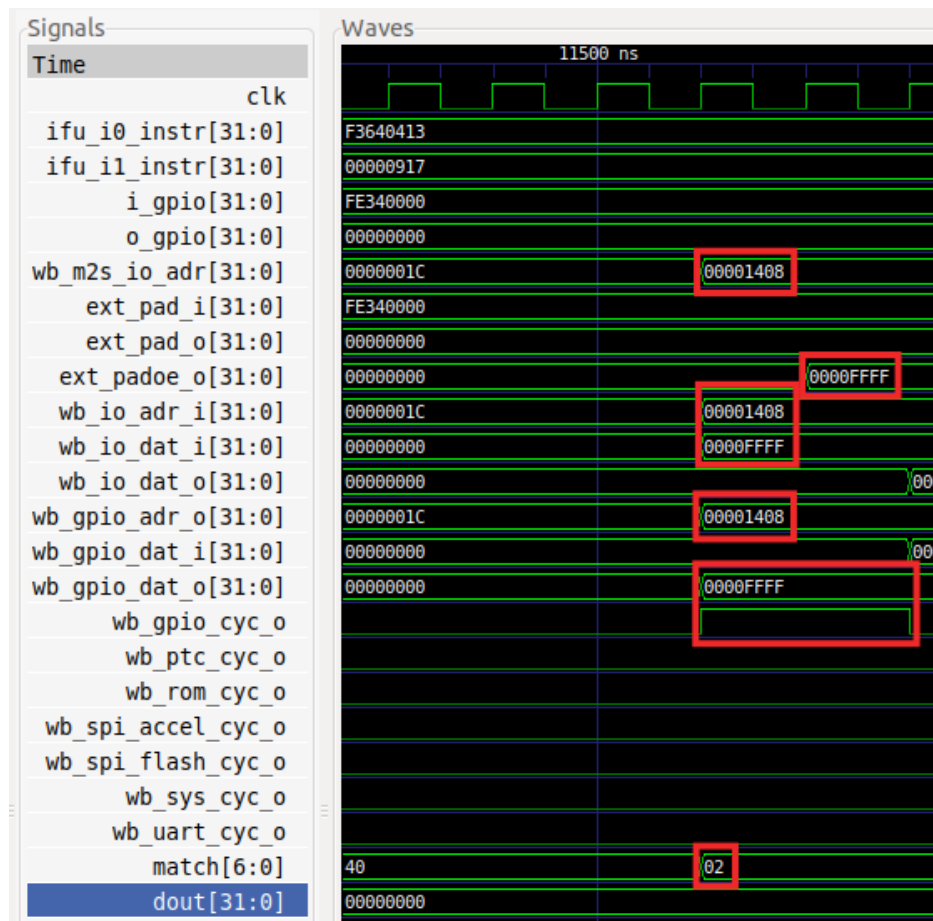 Signals Waves
Time 11500 ns
clk
ifu_i0_instr[31:0] F3640413
ifu_i1_instr[31:0] 00000917
i_gpio[31:0] FE340000
o_gpio[31:0] 00000000
wb_m2s_io_adr[31:0] 0000001C 00001408
ext_pad_i[31:0] FE340000
ext_pad_o[31:0] 00000000
ext_padoe_o[31:0] 00000000 0000FFFF
wb_io_adr_i[31:0] 0000001C 00001408
wb_io_dat_i[31:0] 00000000 0000FFFF
wb_io_dat_o[31:0] 00000000 00
wb_gpio_adr_o[31:0] 0000001C 00001408
wb_gpio_dat_i[31:0] 00000000 00
wb_gpio_dat_o[31:0] 00000000 0000FFFF
wb_gpio_cyc_o
wb_ptc_cyc_o
wb_rom_cyc_o
wb_spi_accel_cyc_o
wb_spi_flash_cyc_o
wb_sys_cyc_o
wb_uart_cyc_o
match[6:0] 40 02
dout[31:0] 00000000